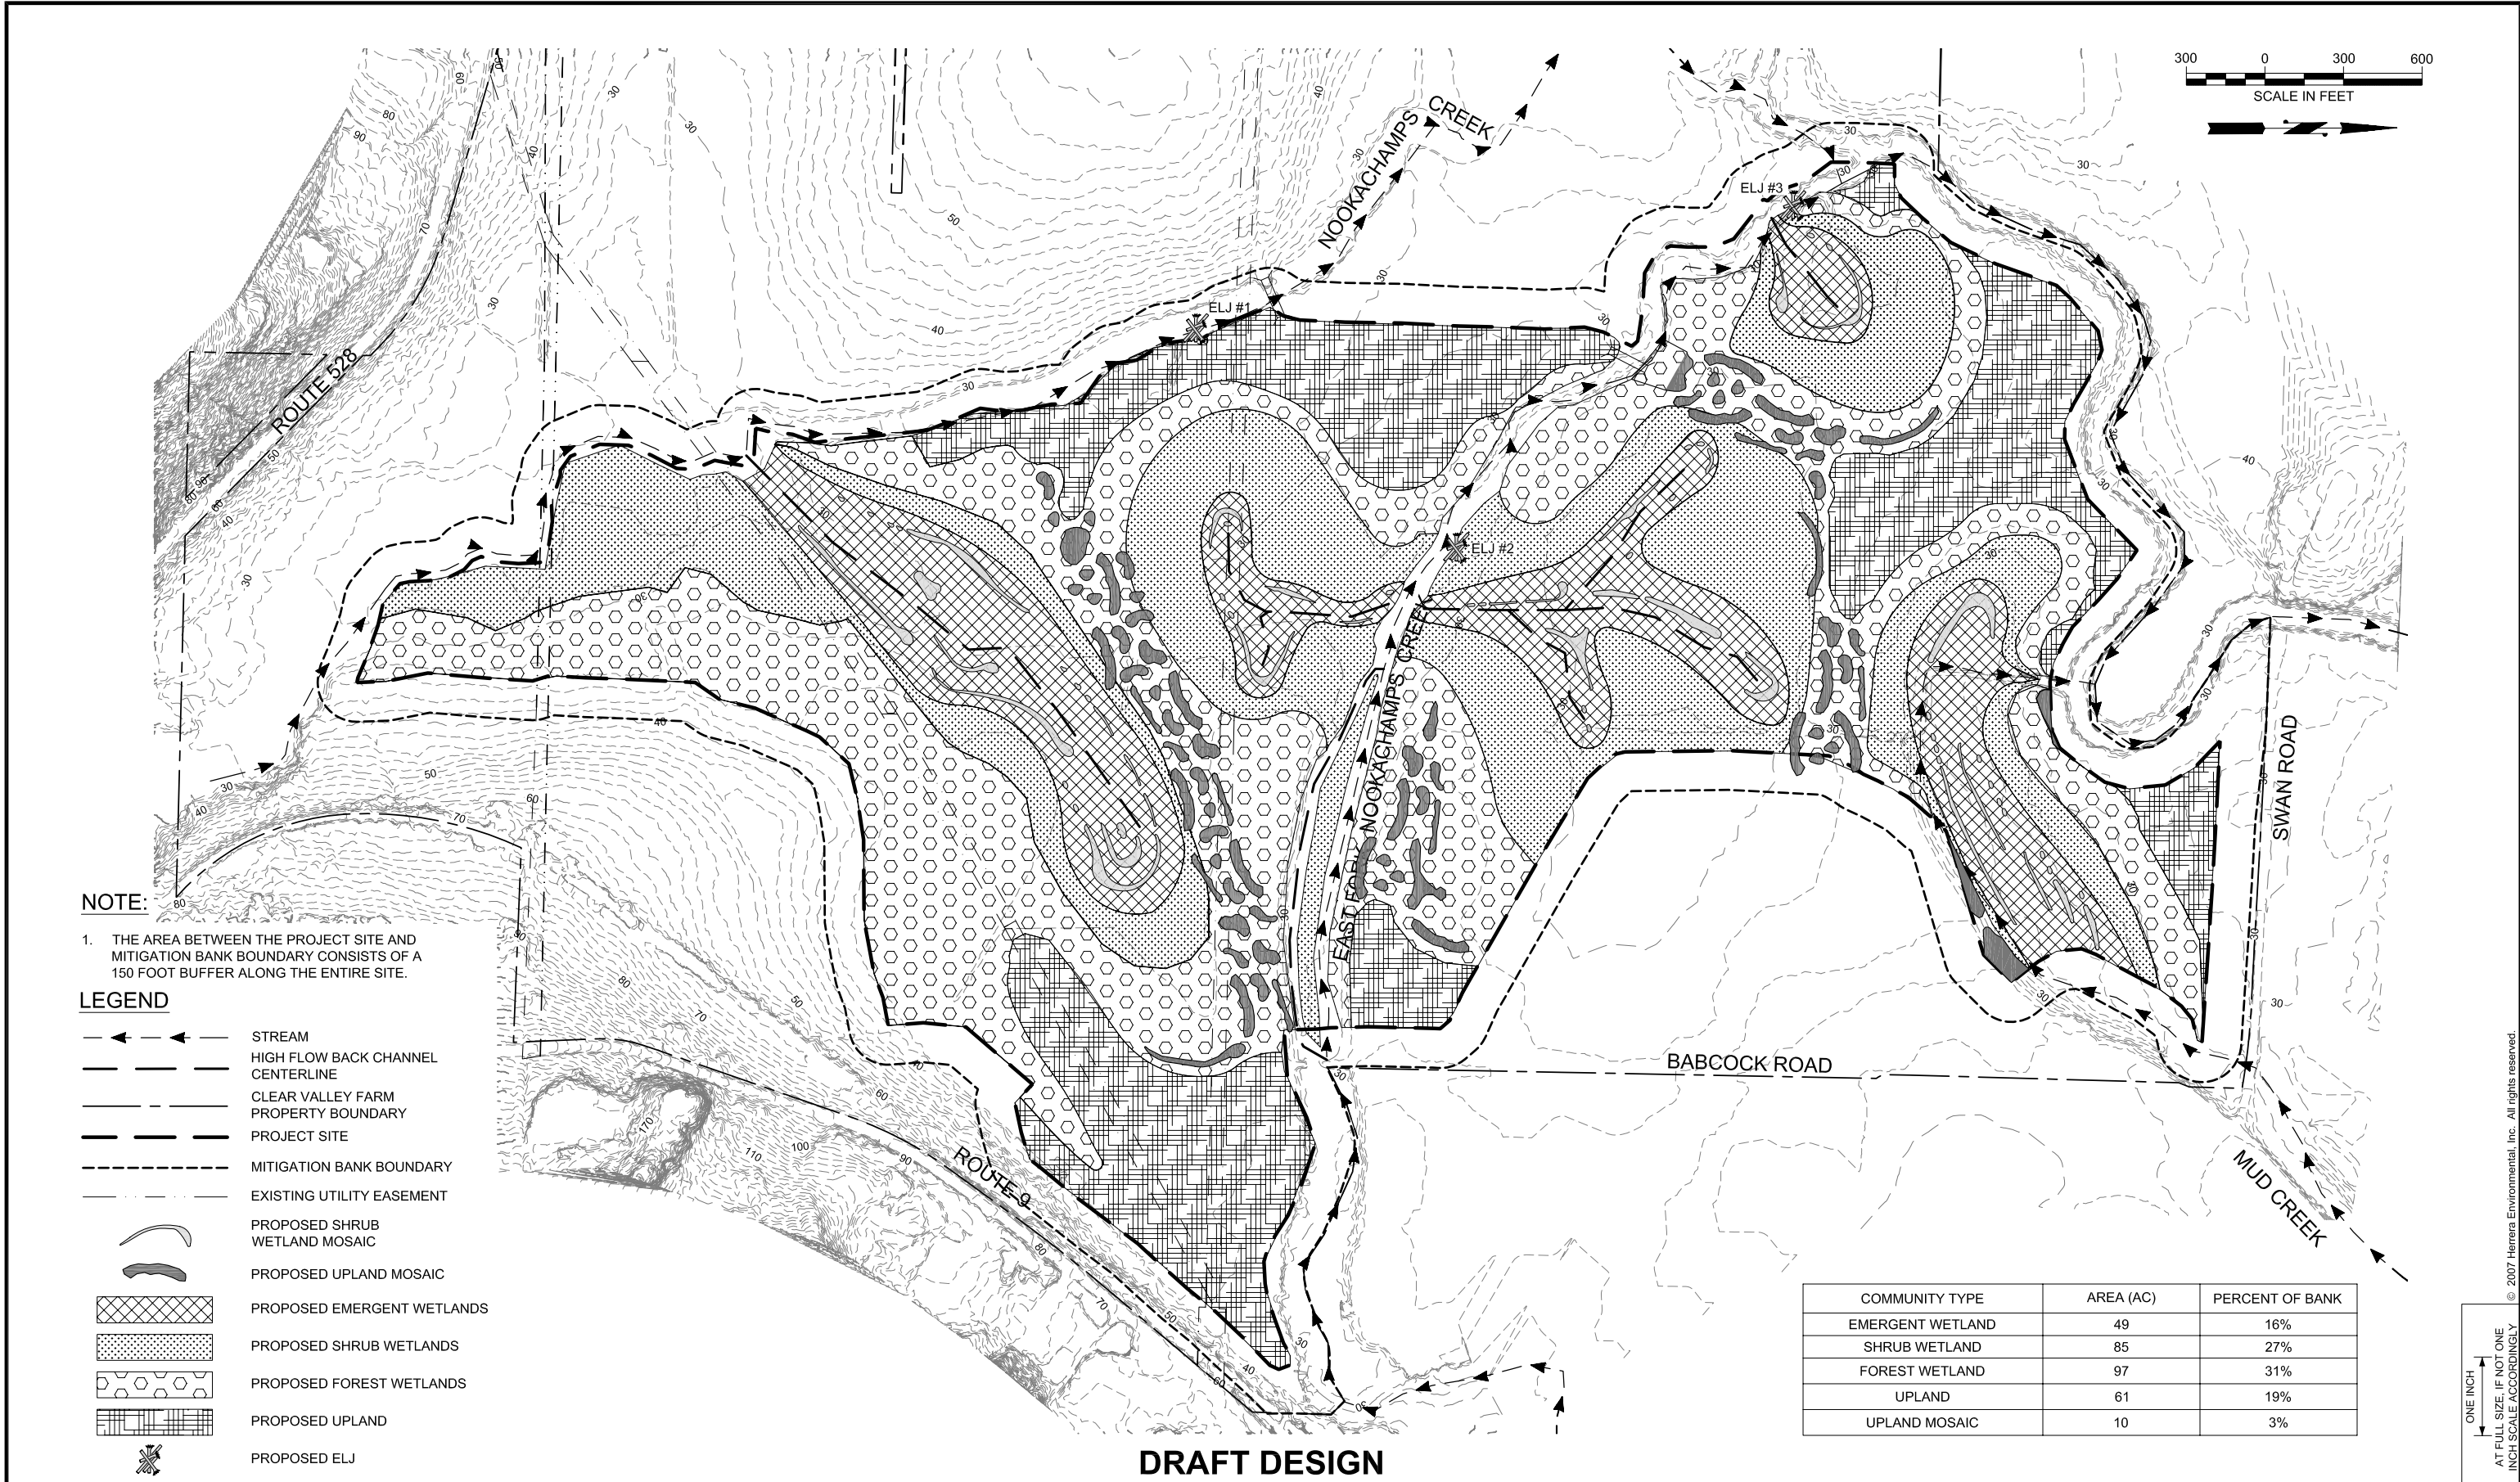 300 0 300 600
SCALE IN FEET
NOOKACHAMPS CREEK
ELJ #3
ELJ #1
ELJ #2
ROUTE 528
EAST FORK NOOKACHAMPS CREEK
SWAN ROAD
BABCOCK ROAD
MUD CREEK
ROUTE 9
NOTE:
1. THE AREA BETWEEN THE PROJECT SITE AND
MITIGATION BANK BOUNDARY CONSISTS OF A
150 FOOT BUFFER ALONG THE ENTIRE SITE.
LEGEND
STREAM
HIGH FLOW BACK CHANNEL
CENTERLINE
CLEAR VALLEY FARM
PROPERTY BOUNDARY
PROJECT SITE
MITIGATION BANK BOUNDARY
EXISTING UTILITY EASEMENT
PROPOSED SHRUB
WETLAND MOSAIC
PROPOSED UPLAND MOSAIC
PROPOSED EMERGENT WETLANDS
PROPOSED SHRUB WETLANDS
PROPOSED FOREST WETLANDS
PROPOSED UPLAND
PROPOSED ELJ
COMMUNITY TYPE AREA (AC) PERCENT OF BANK
EMERGENT WETLAND 49 16%
SHRUB WETLAND 85 27%
FOREST WETLAND 97 31%
UPLAND 61 19%
UPLAND MOSAIC 10 3%
DRAFT DESIGN
© 2007 Herrera Environmental, Inc. All rights reserved.
ONE INCH
AT FULL SIZE, IF NOT ONE
INCH SCALE ACCORDINGLY